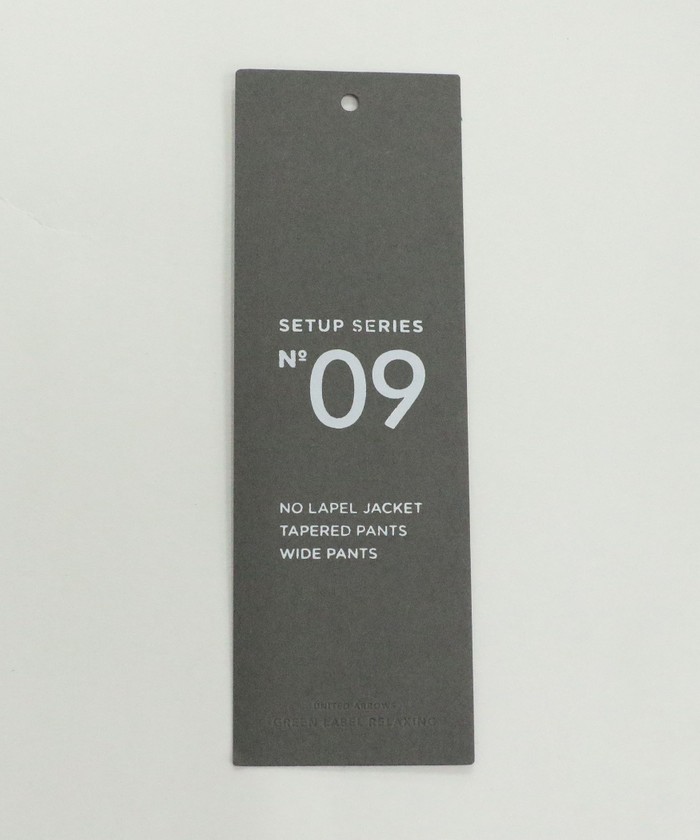 SETUP SERIES
Nº09
NO LAPEL JACKET
TAPERED PANTS
WIDE PANTS
UNITED ARROWS
GREEN LABEL RELAXING